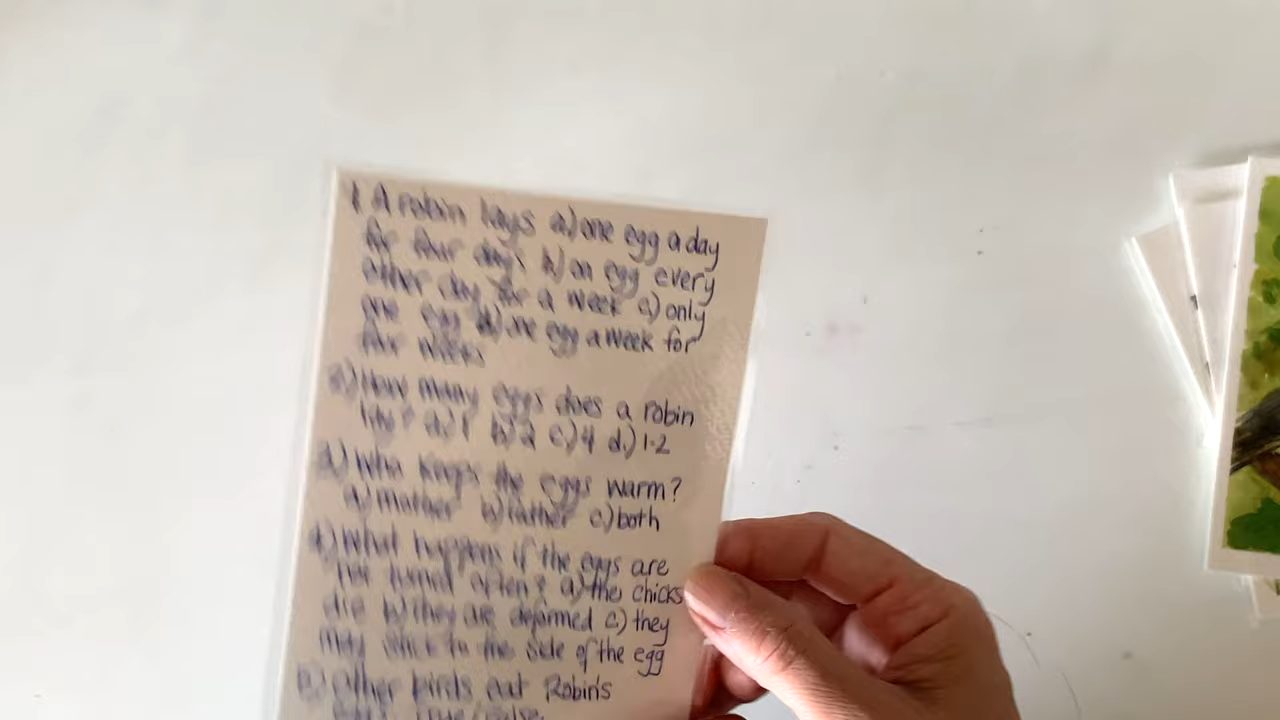 1. A robin lays a) one egg a day
for four days b) an egg every
other day for a week c) only
one egg d) one egg a week for
four weeks
2) How many eggs does a robin
lay? a) 1 b) 2 c) 4 d) 1-2
3) Who keeps the eggs warm?
a) mother b) father c) both
4) What happens if the eggs are
not turned often? a) the chicks
die b) they are deformed c) they
may stick to the side of the egg
5) Other birds eat Robin's
eggs. True/False